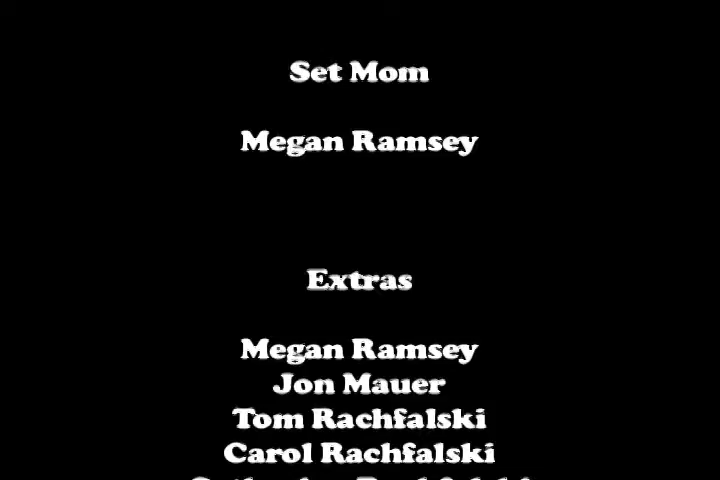 Set Mom
Megan Ramsey
Extras
Megan Ramsey
Jon Mauer
Tom Rachfalski
Carol Rachfalski